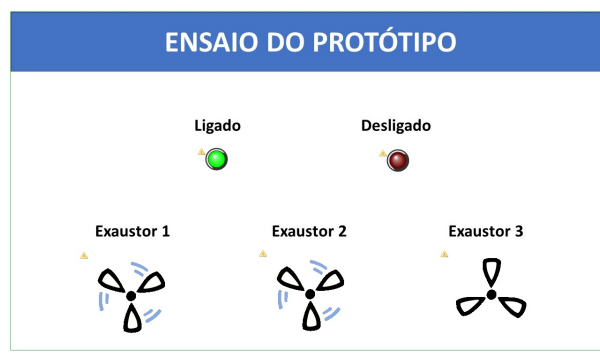 ENSAIO DO PROTÓTIPO
Ligado Desligado
Exaustor 1 Exaustor 2 Exaustor 3